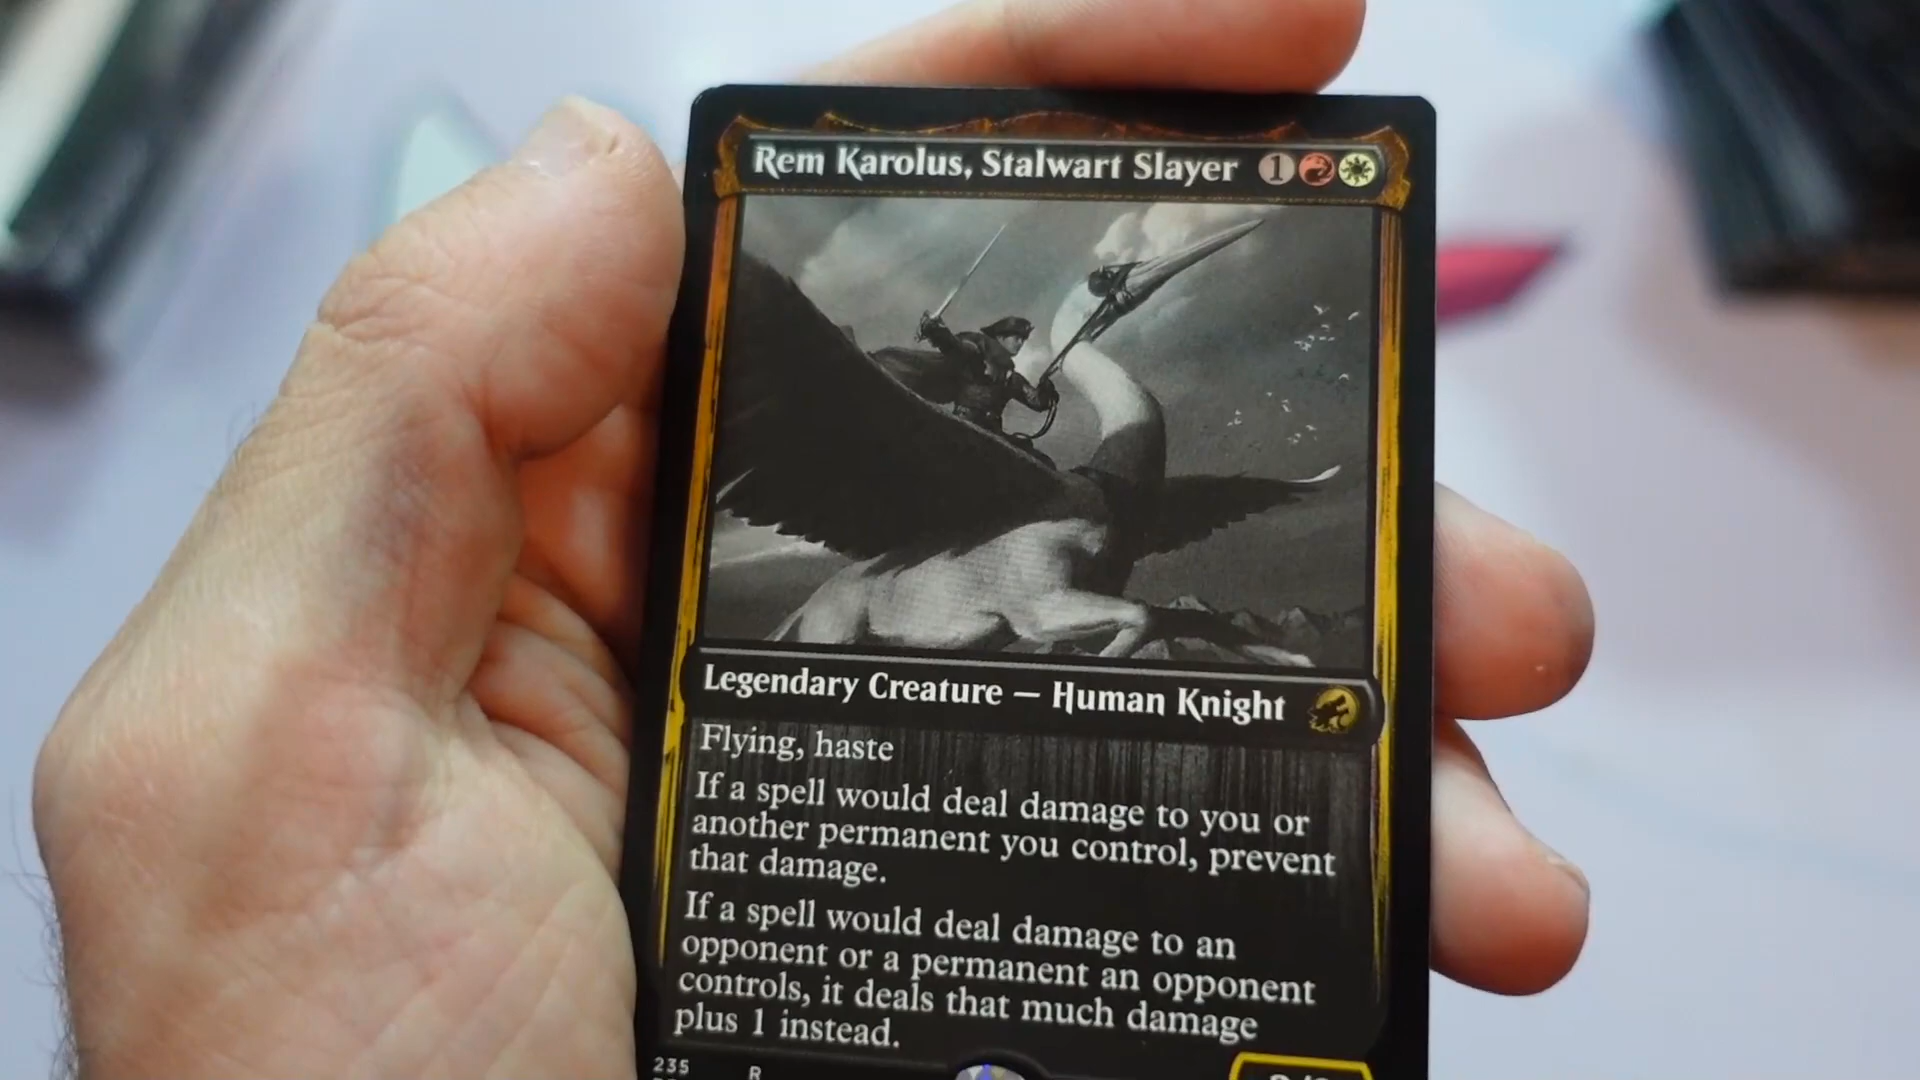 Rem Karolus, Stalwart Slayer 1
Legendary Creature — Human Knight
Flying, haste
If a spell would deal damage to you or
another permanent you control, prevent
that damage.
If a spell would deal damage to an
opponent or a permanent an opponent
controls, it deals that much damage
plus 1 instead.
235 R